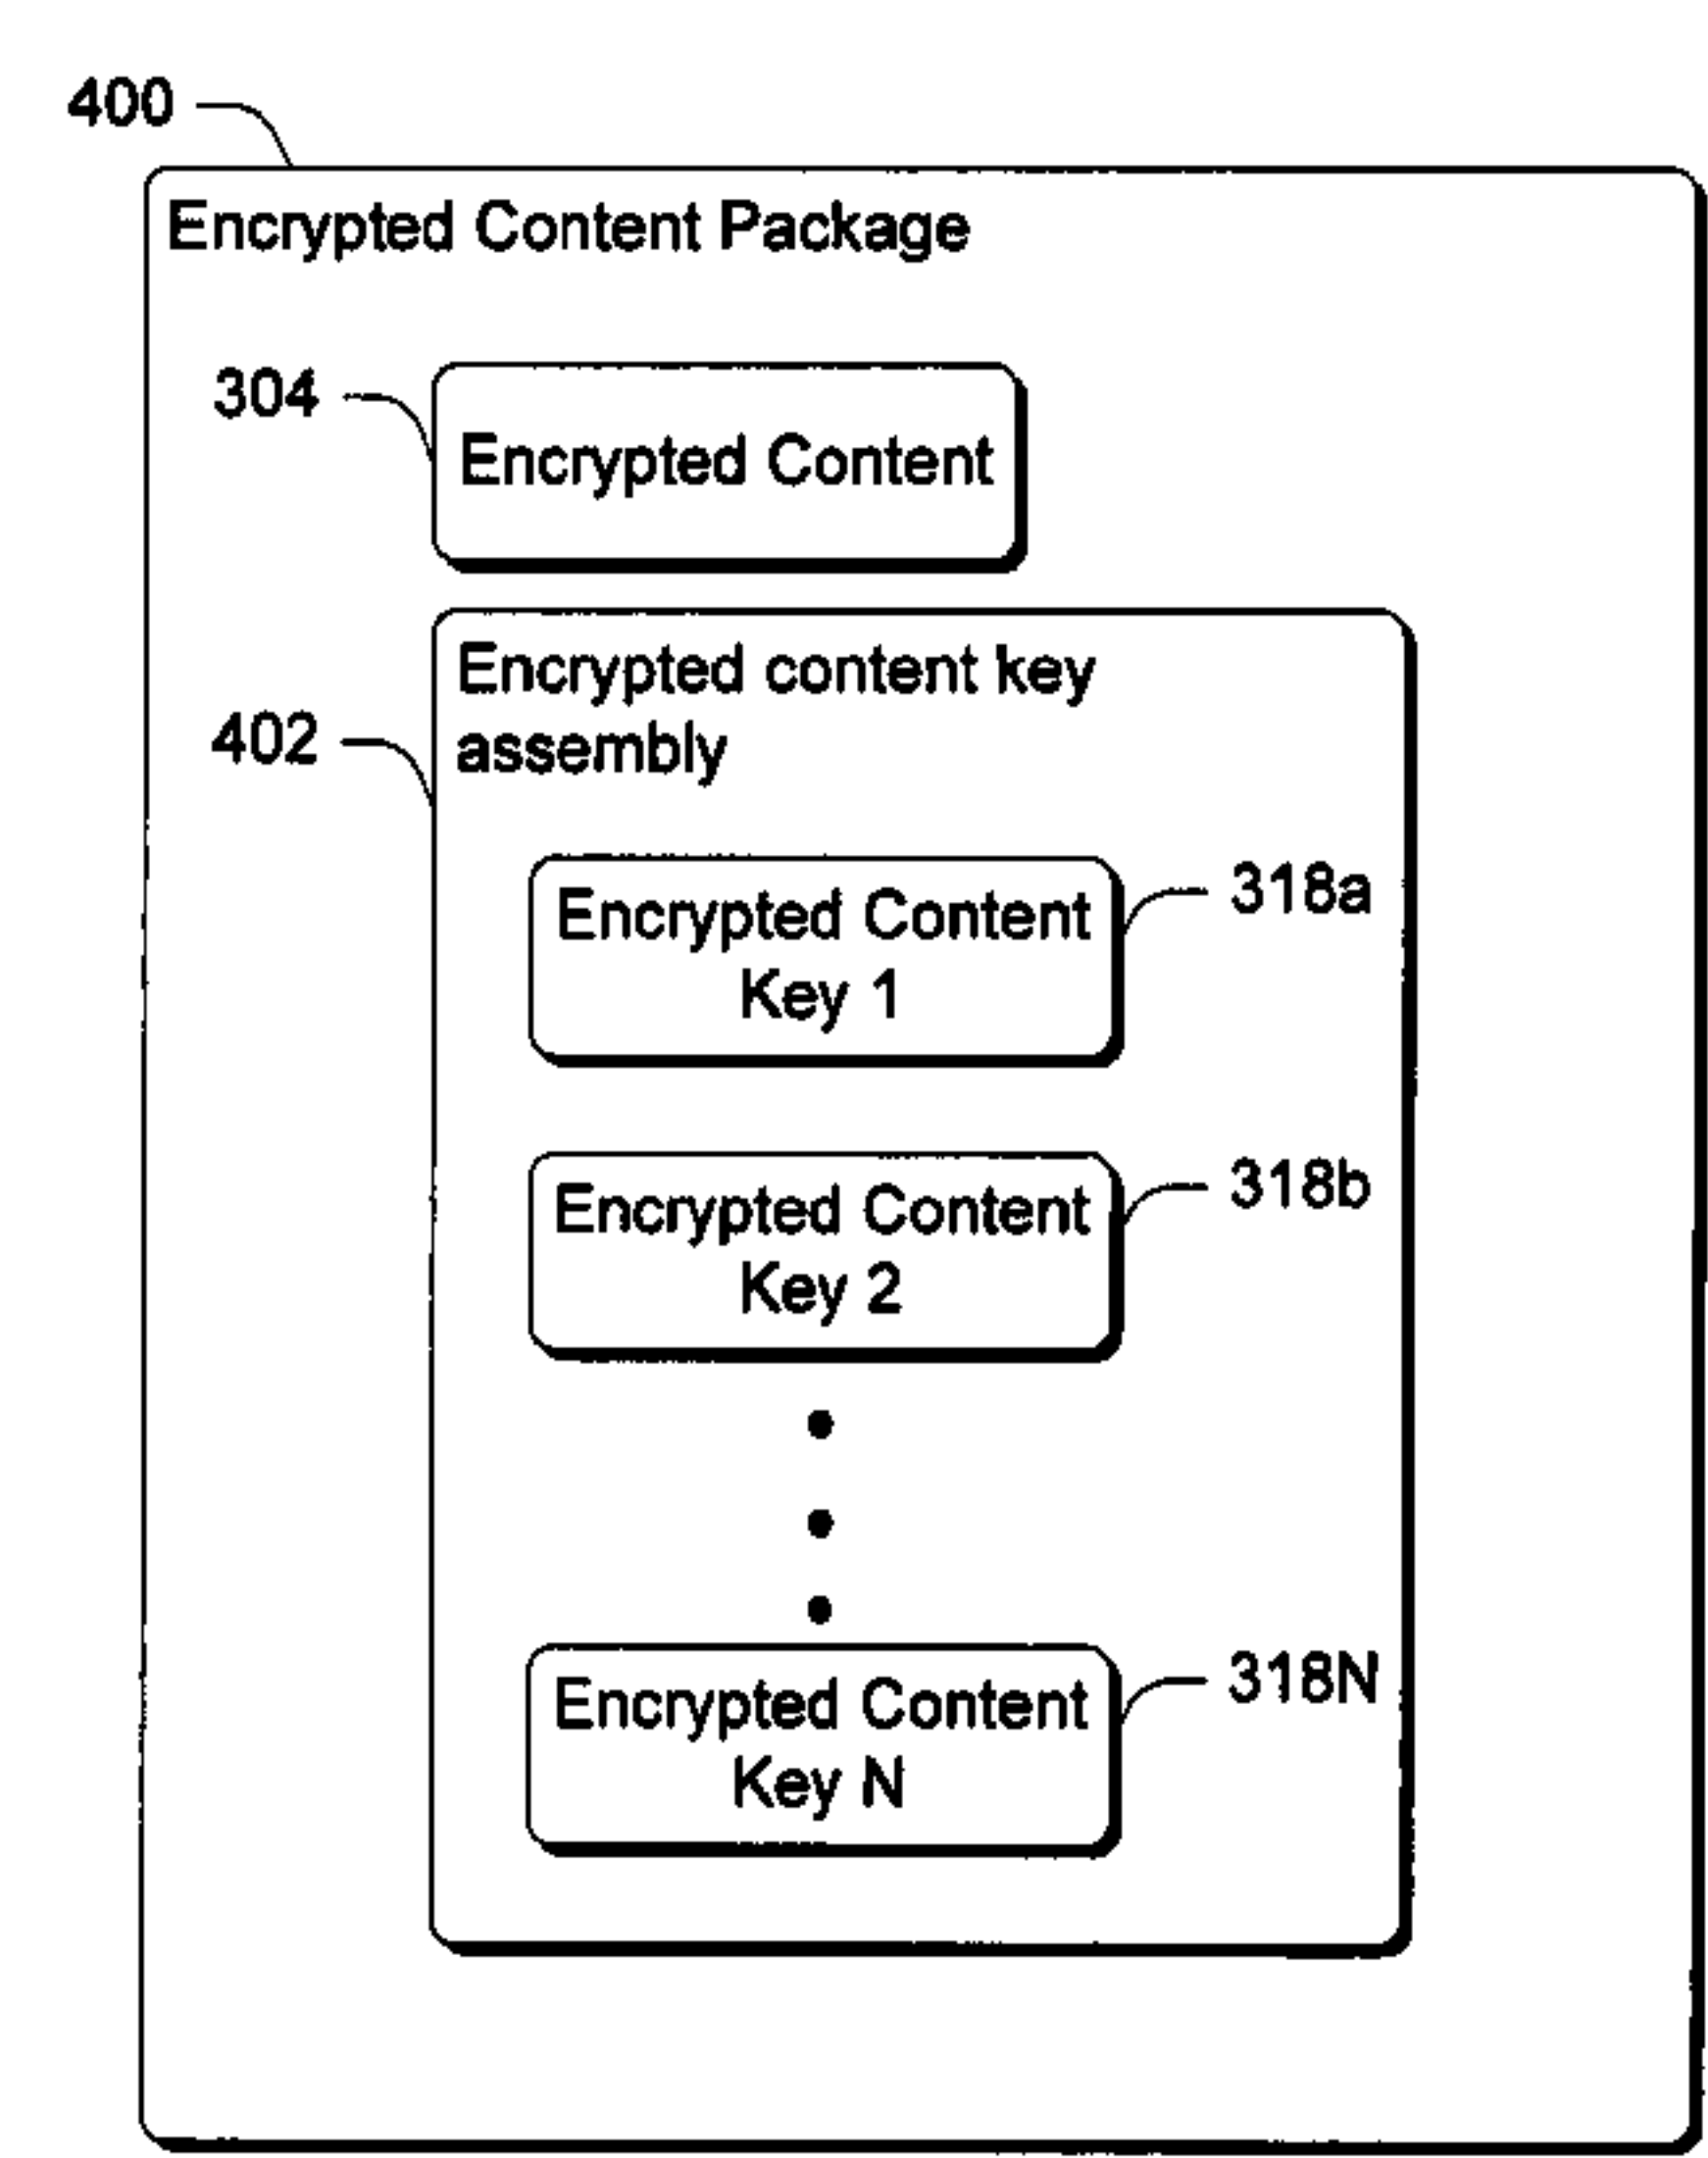 400
Encrypted Content Package
304
Encrypted Content
Encrypted content key
assembly
402
318a
Encrypted Content
Key 1
318b
Encrypted Content
Key 2
318N
Encrypted Content
Key N